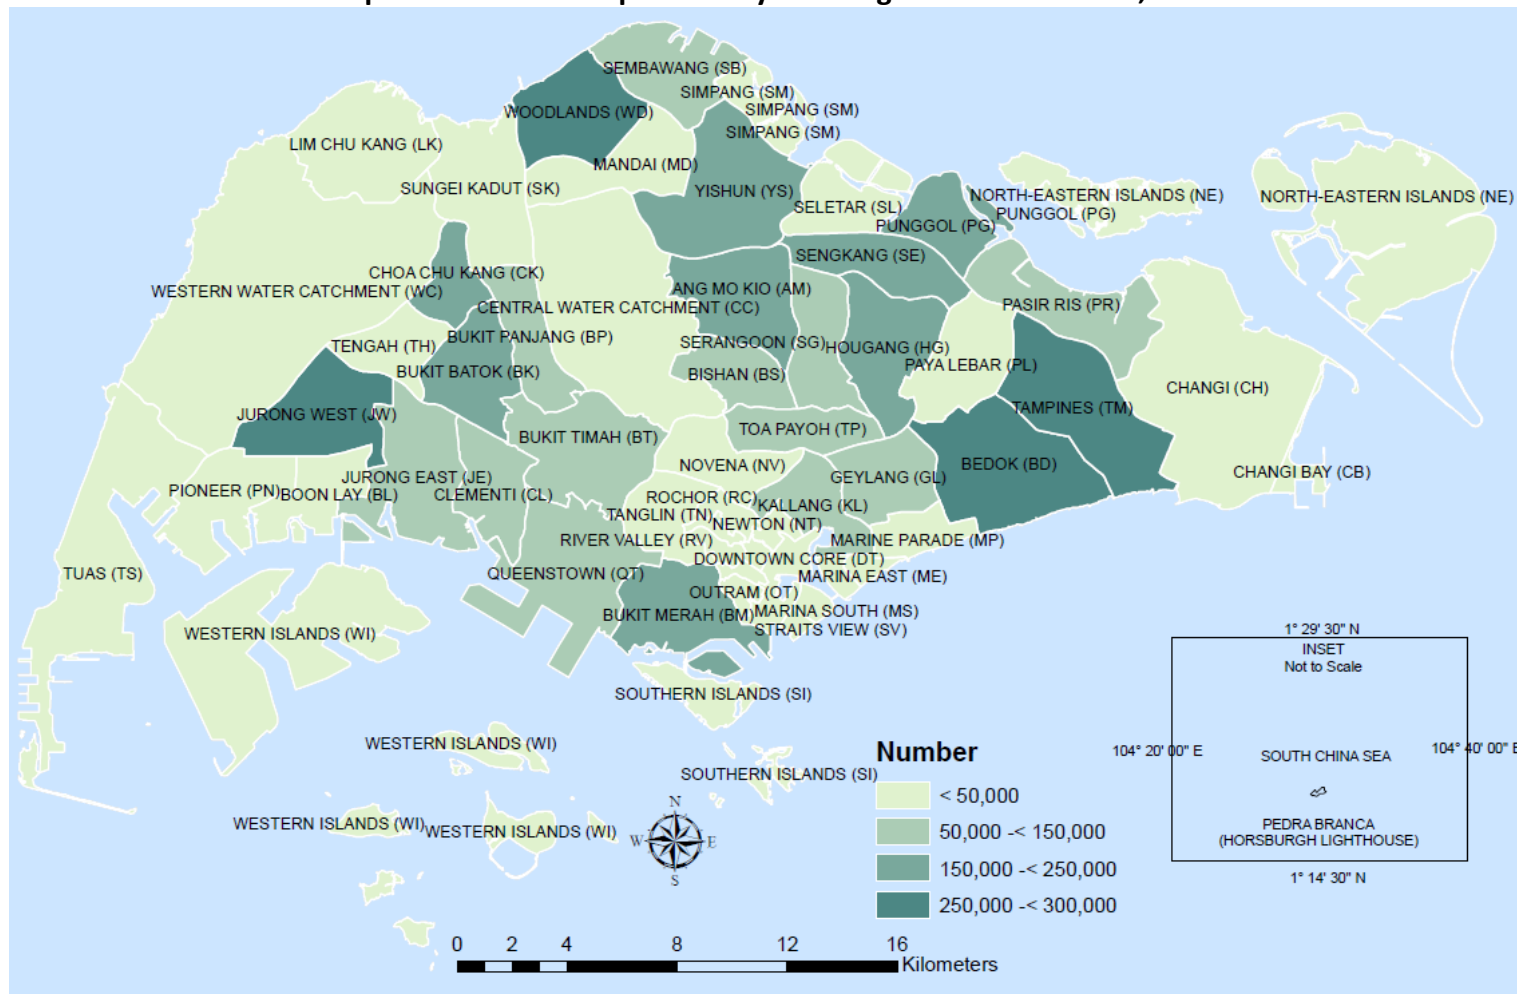 SEMBAWANG (SB)
SIMPANG (SM)
SIMPANG (SM)
SIMPANG (SM)
WOODLANDS (WD)
LIM CHU KANG (LK)
MANDAI (MD)
SUNGEI KADUT (SK)
YISHUN (YS)
SELETAR (SL)
NORTH-EASTERN ISLANDS (NE)
NORTH-EASTERN ISLANDS (NE)
PUNGGOL (PG)
PUNGGOL (PG)
SENGKANG (SE)
CHOA CHU KANG (CK)
WESTERN WATER CATCHMENT (WC)
ANG MO KIO (AM)
CENTRAL WATER CATCHMENT (CC)
PASIR RIS (PR)
BUKIT PANJANG (BP)
TENGAH (TH)
SERANGOON (SG)
HOUGANG (HG)
PAYA LEBAR (PL)
BUKIT BATOK (BK)
BISHAN (BS)
CHANGI (CH)
JURONG WEST (JW)
TAMPINES (TM)
BUKIT TIMAH (BT)
TOA PAYOH (TP)
NOVENA (NV)
BEDOK (BD)
CHANGI BAY (CB)
GEYLANG (GL)
JURONG EAST (JE)
PIONEER (PN)
BOON LAY (BL)
CLEMENTI (CL)
ROCHOR (RC)
KALLANG (KL)
TANGLIN (TN)
NEWTON (NT)
RIVER VALLEY (RV)
MARINE PARADE (MP)
DOWNTOWN CORE (DT)
TUAS (TS)
QUEENSTOWN (QT)
MARINA EAST (ME)
OUTRAM (OT)
BUKIT MERAH (BM)
MARINA SOUTH (MS)
STRAITS VIEW (SV)
WESTERN ISLANDS (WI)
SOUTHERN ISLANDS (SI)
WESTERN ISLANDS (WI)
SOUTHERN ISLANDS (SI)
WESTERN ISLANDS (WI)
WESTERN ISLANDS (WI)
N
W
E
S
Number
< 50,000
50,000 -< 150,000
150,000 -< 250,000
250,000 -< 300,000
1° 29' 30" N
INSET
Not to Scale
104° 20' 00" E
104° 40' 00" E
SOUTH CHINA SEA
PEDRA BRANCA
(HORSBURGH LIGHTHOUSE)
1° 14' 30" N
0 2 4 8 12 16
Kilometers